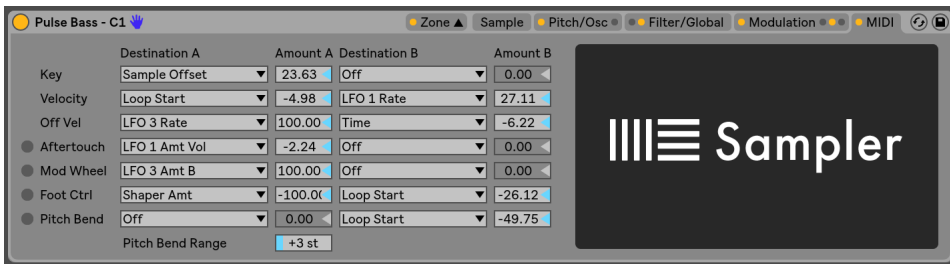 Pulse Bass - C1 Zone Sample Pitch/Osc Filter/Global Modulation MIDI
Destination A Amount A Destination B Amount B
Key Sample Offset 23.63 Off 0.00
Velocity Loop Start -4.98 LFO 1 Rate 27.11
Off Vel LFO 3 Rate 100.00 Time -6.22
Aftertouch LFO 1 Amt Vol -2.24 Off 0.00
Mod Wheel LFO 3 Amt B 100.00 Off 0.00
Foot Ctrl Shaper Amt -100.00 Loop Start -26.12
Pitch Bend Off 0.00 Loop Start -49.75
Pitch Bend Range +3 st
Sampler